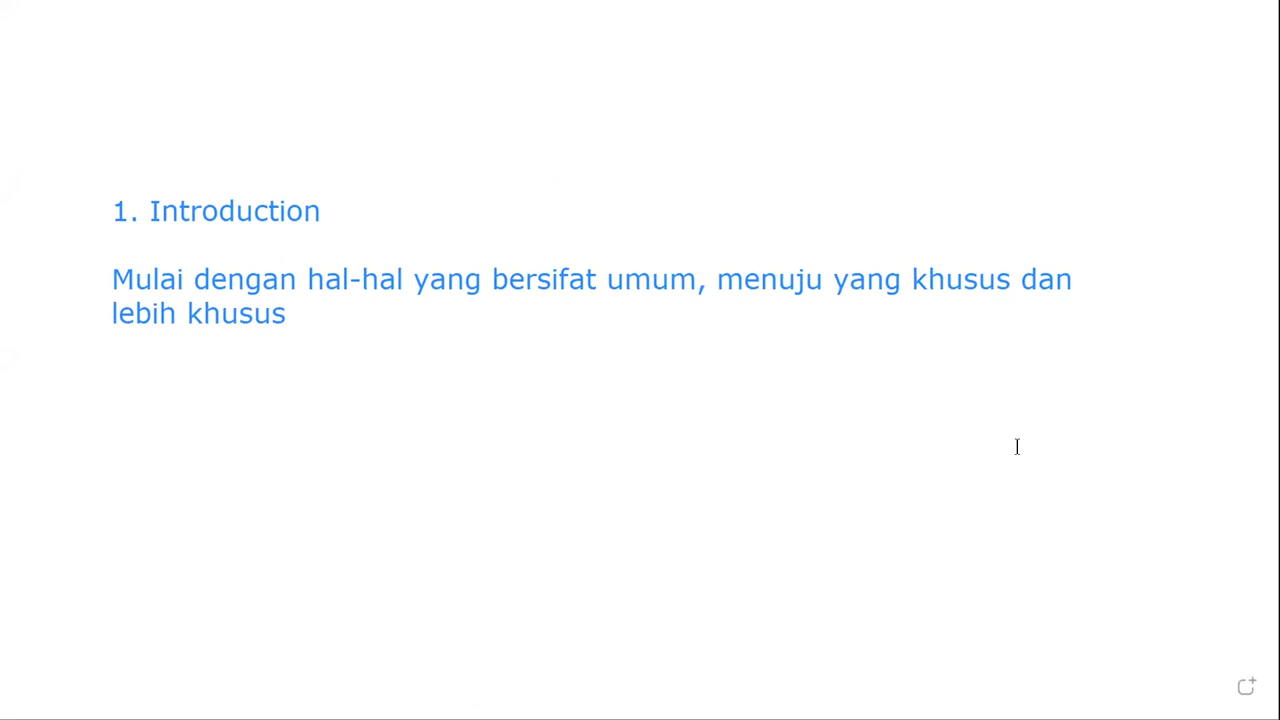 1. Introduction
Mulai dengan hal-hal yang bersifat umum, menuju yang khusus dan
lebih khusus